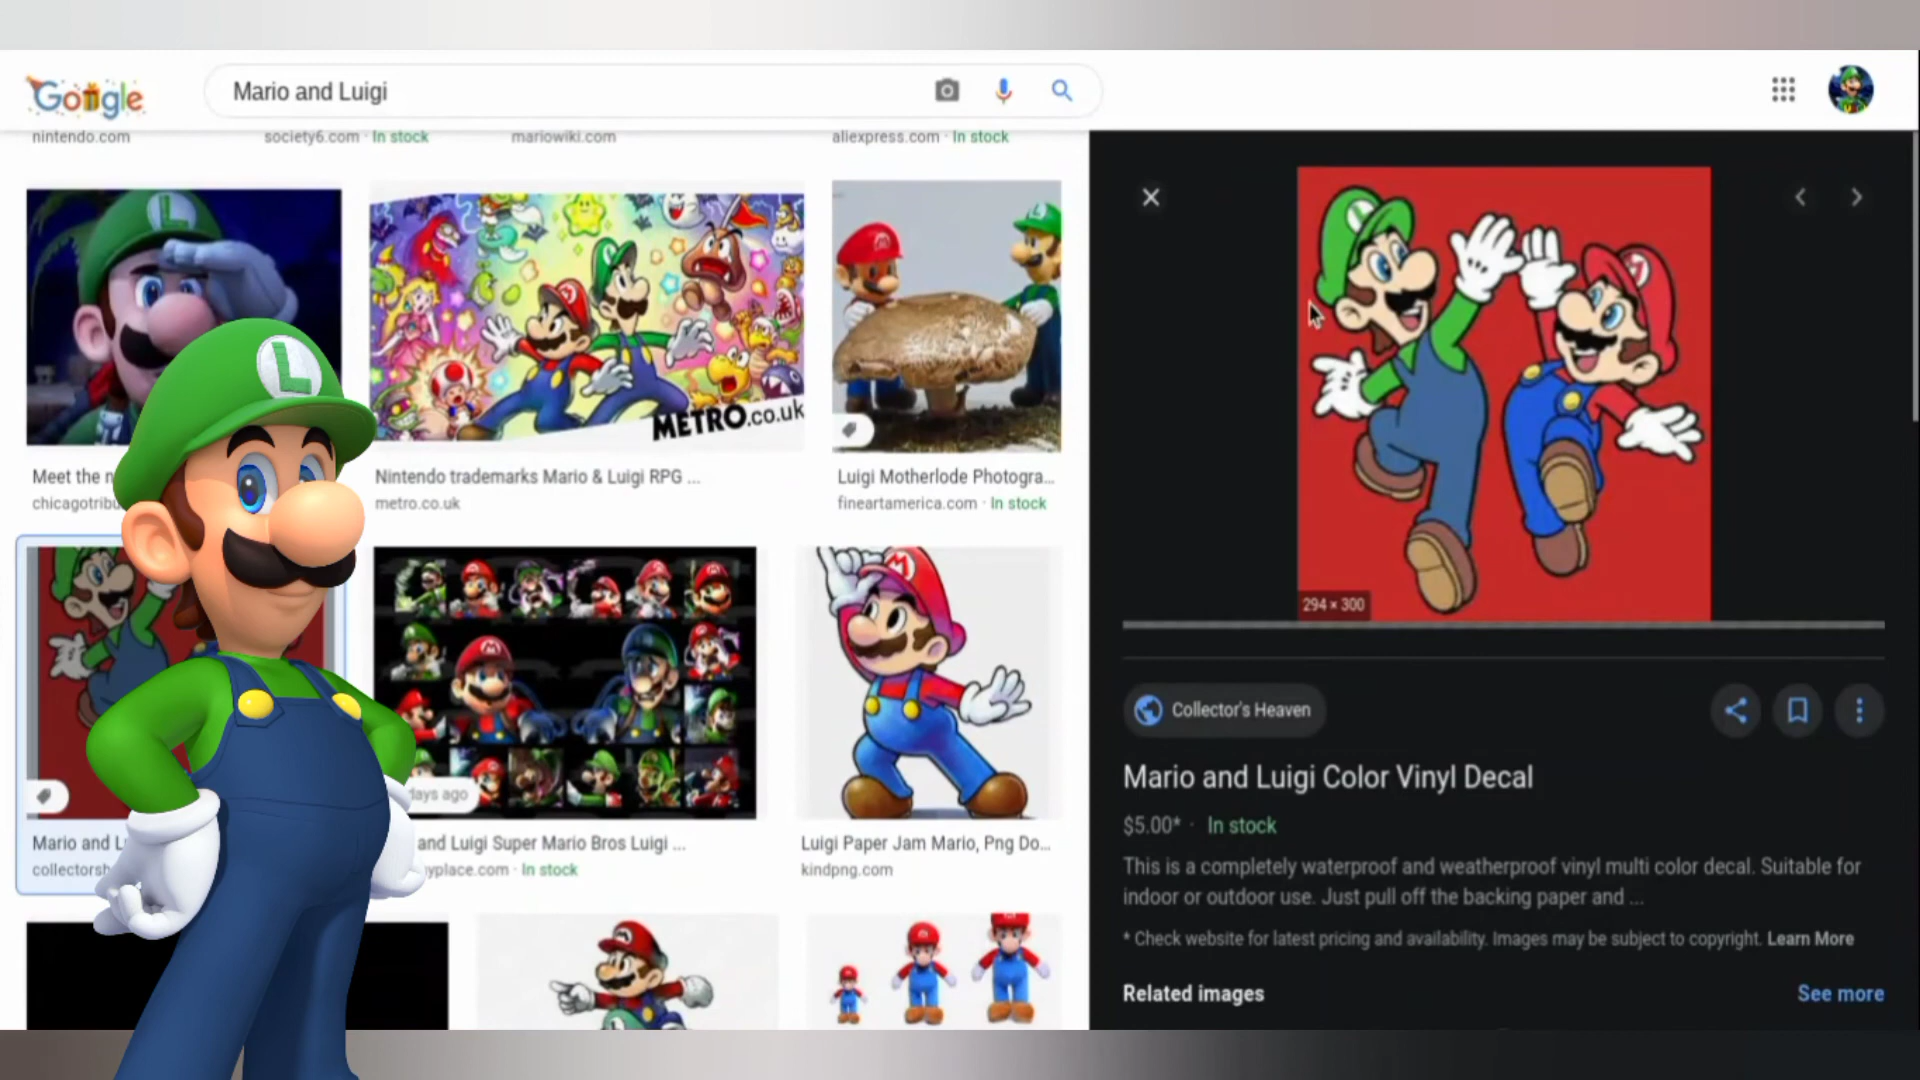 Google
Mario and Luigi
nintendo.com
society6.com · In stock
mariowiki.com
aliexpress.com · In stock
L
METRO.co.uk
Meet the n
chicagotribu
Nintendo trademarks Mario & Luigi RPG ...
metro.co.uk
Luigi Motherlode Photogra...
fineartamerica.com · In stock
L
days ago
Mario and L
collectorsh
and Luigi Super Mario Bros Luigi ...
yplace.com · In stock
Luigi Paper Jam Mario, Png Do...
kindpng.com
294 × 300
Collector's Heaven
Mario and Luigi Color Vinyl Decal
$5.00* · In stock
This is a completely waterproof and weatherproof vinyl multi color decal. Suitable for
indoor or outdoor use. Just pull off the backing paper and ...
* Check website for latest pricing and availability. Images may be subject to copyright. Learn More
Related images
See more